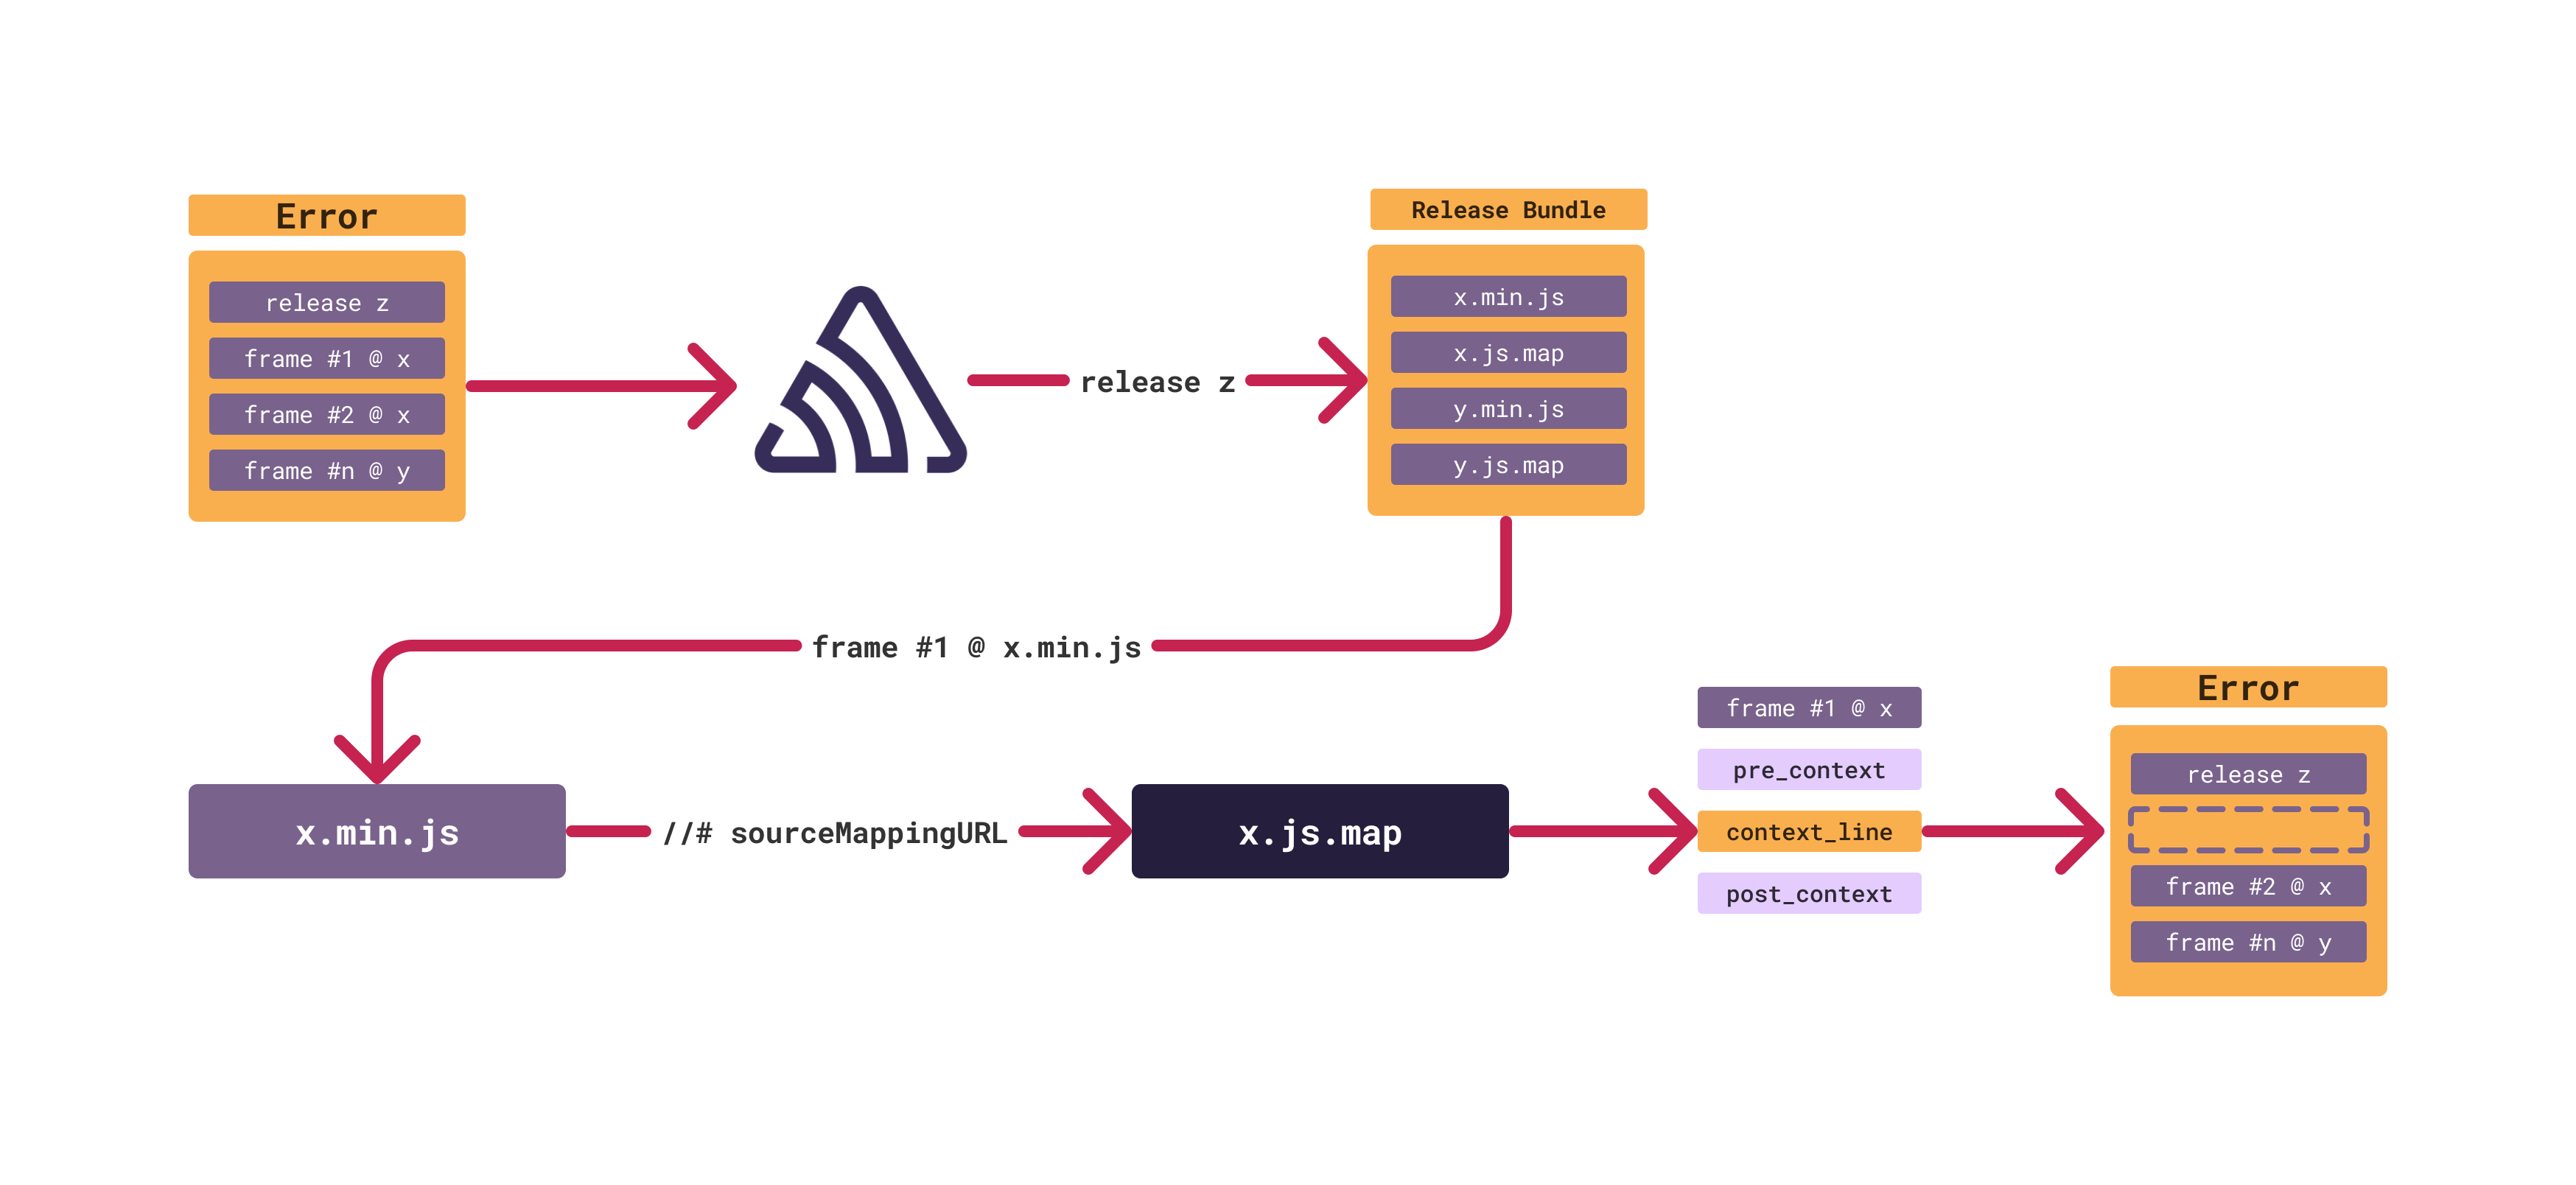 Error
release z
frame #1 @ x
frame #2 @ x
frame #n @ y
release z
Release Bundle
x.min.js
x.js.map
y.min.js
y.js.map
frame #1 @ x.min.js
x.min.js
//# sourceMappingURL
x.js.map
frame #1 @ x
pre_context
context_line
post_context
Error
release z
frame #2 @ x
frame #n @ y